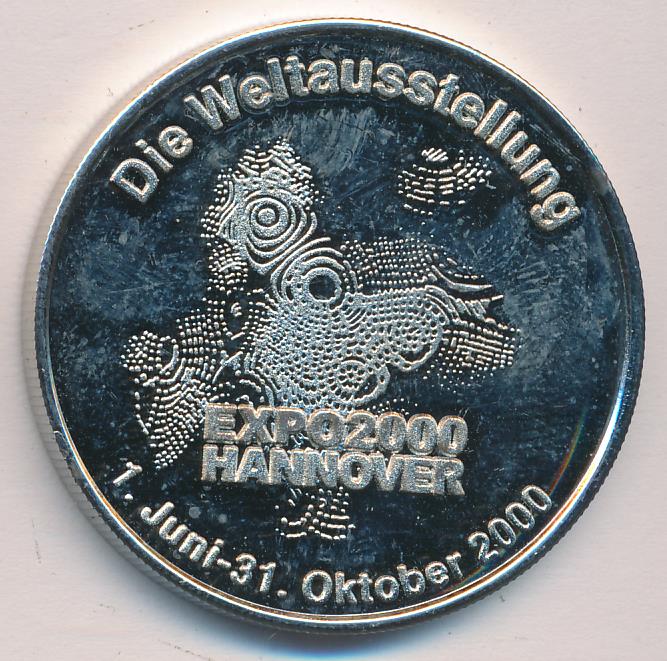 Die Weltausstellung
EXPO2000
HANNOVER
1. Juni-31. Oktober 2000